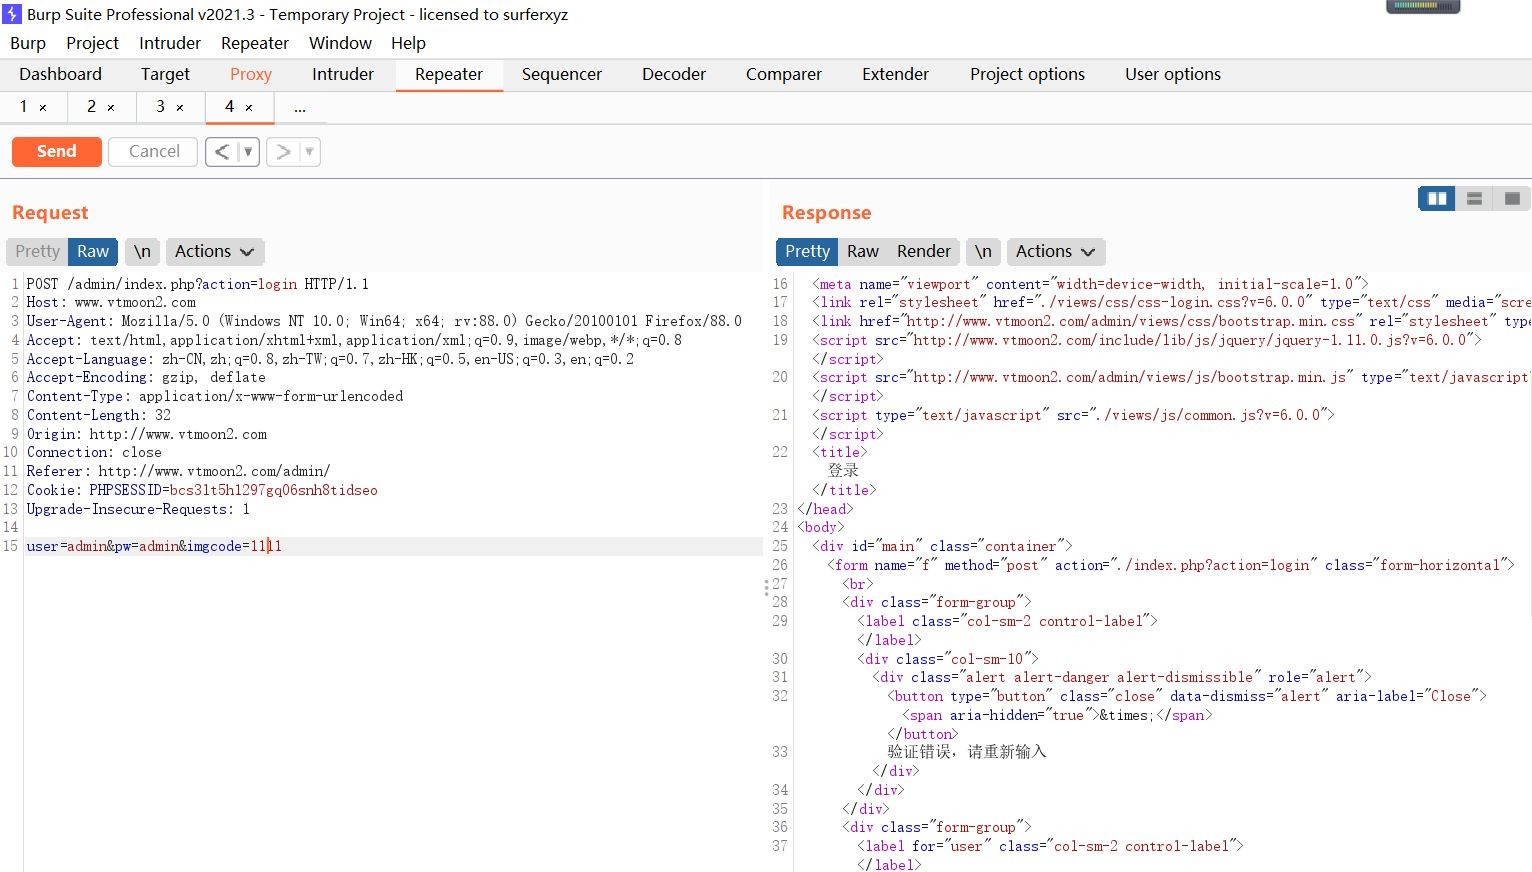 Burp Suite Professional v2021.3 - Temporary Project - licensed to surferxyz
Burp Project Intruder Repeater Window Help
Dashboard Target Proxy Intruder Repeater Sequencer Decoder Comparer Extender Project options User options
1 × 2 × 3 × 4 × ...
Send Cancel < ▼ > ▼
Request
Pretty Raw \n Actions
1 POST /admin/index.php?action=login HTTP/1.1
2 Host: www.vtmoon2.com
3 User-Agent: Mozilla/5.0 (Windows NT 10.0; Win64; x64; rv:88.0) Gecko/20100101 Firefox/88.0
4 Accept: text/html,application/xhtml+xml,application/xml;q=0.9,image/webp,*/*;q=0.8
5 Accept-Language: zh-CN,zh;q=0.8,zh-TW;q=0.7,zh-HK;q=0.5,en-US;q=0.3,en;q=0.2
6 Accept-Encoding: gzip, deflate
7 Content-Type: application/x-www-form-urlencoded
8 Content-Length: 32
9 Origin: http://www.vtmoon2.com
10 Connection: close
11 Referer: http://www.vtmoon2.com/admin/
12 Cookie: PHPSESSID=bcs3lt5h1297gq06snh8tidseo
13 Upgrade-Insecure-Requests: 1
14
15 user=admin&pw=admin&imgcode=1111
Response
Pretty Raw Render \n Actions
16 <meta name="viewport" content="width=device-width, initial-scale=1.0">
17 <link rel="stylesheet" href="./views/css/css-login.css?v=6.0.0" type="text/css" media="scre
18 <link href="http://www.vtmoon2.com/admin/views/css/bootstrap.min.css" rel="stylesheet" type
19 <script src="http://www.vtmoon2.com/include/lib/js/jquery/jquery-1.11.0.js?v=6.0.0">
</script>
20 <script src="http://www.vtmoon2.com/admin/views/js/bootstrap.min.js" type="text/javascript"
</script>
21 <script type="text/javascript" src="./views/js/common.js?v=6.0.0">
</script>
22 <title>
登录
</title>
23 </head>
24 <body>
25 <div id="main" class="container">
26 <form name="f" method="post" action="./index.php?action=login" class="form-horizontal">
27 <br>
28 <div class="form-group">
29 <label class="col-sm-2 control-label">
</label>
30 <div class="col-sm-10">
31 <div class="alert alert-danger alert-dismissible" role="alert">
32 <button type="button" class="close" data-dismiss="alert" aria-label="Close">
<span aria-hidden="true">&times;</span>
</button>
33 验证错误，请重新输入
</div>
34 </div>
35 </div>
36 <div class="form-group">
37 <label for="user" class="col-sm-2 control-label">
</label>